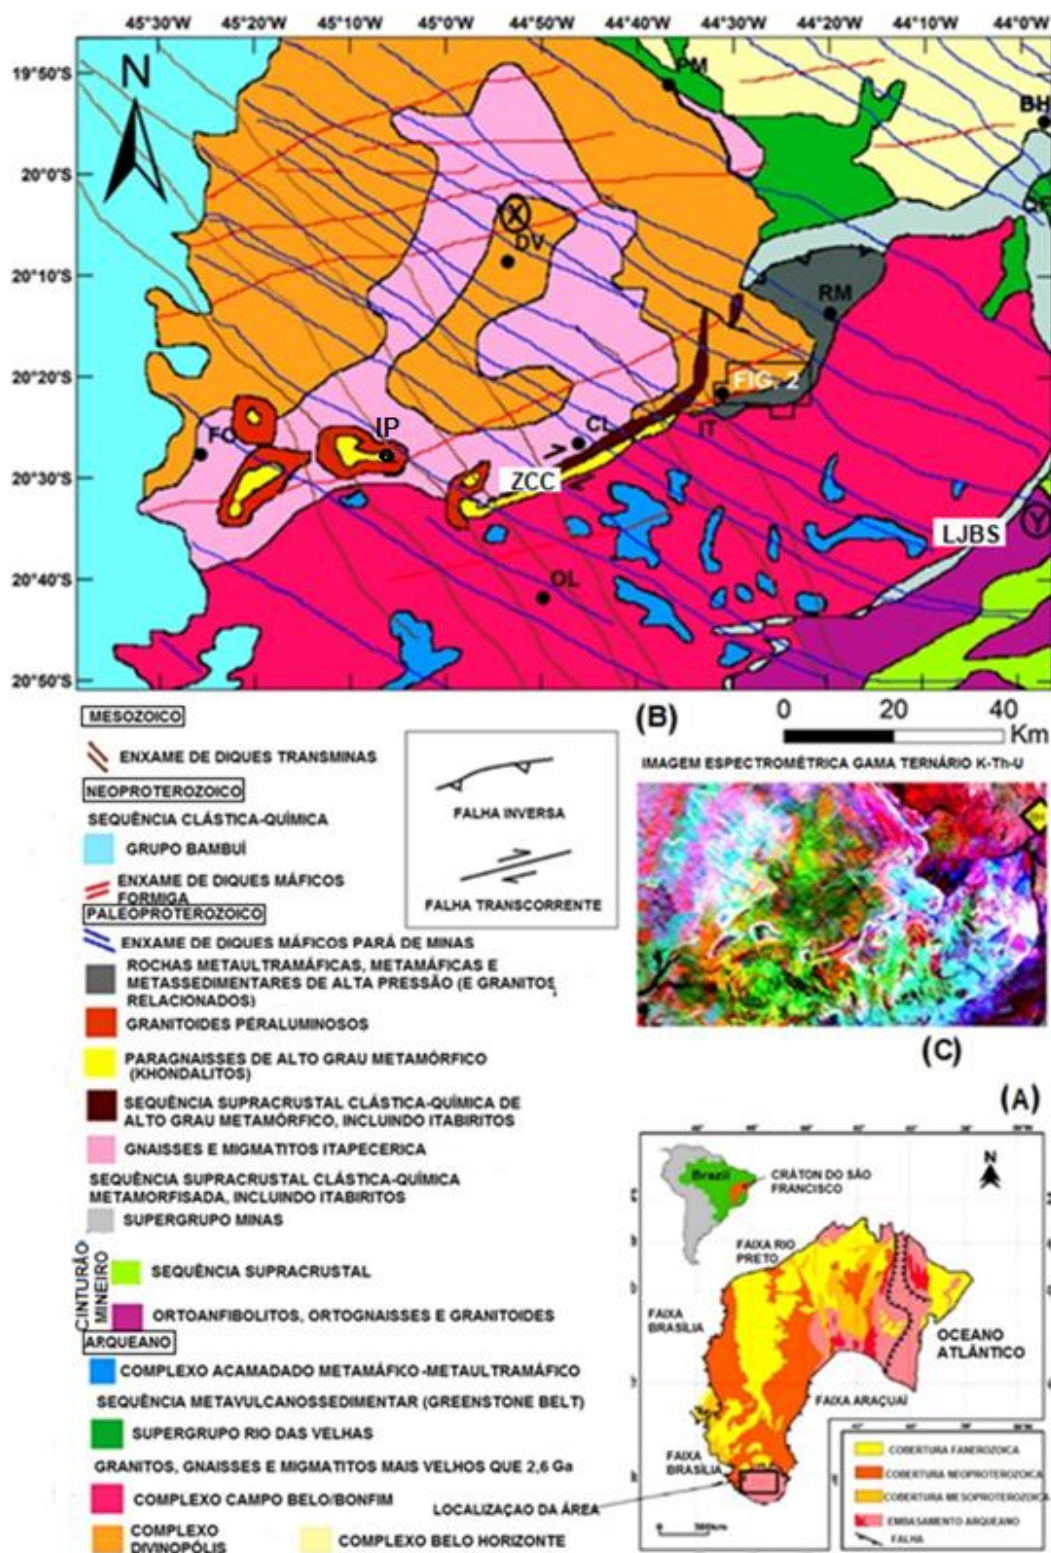 45°30'W 45°20'W 45°10'W 45°0'W 44°50'W 44°40'W 44°30'W 44°20'W 44°0'W
19°50'S
20°0'S
20°10'S
20°20'S
20°30'S
20°40'S
20°50'S
N
PM
BH
X
DV
RM
FIG. 2
IT
CL
IP
FO
ZCC
LJBS
Y
OL
MESOZOICO
ENXAME DE DIQUES TRANSMINAS
NEOPROTEROZOICO
SEQUÊNCIA CLÁSTICA-QUÍMICA
GRUPO BAMBUÍ
ENXAME DE DIQUES MÁFICOS
FORMIGA
PALEOPROTEROZOICO
ENXAME DE DIQUES MÁFICOS PARÁ DE MINAS
ROCHAS METAULTRAMÁFICAS, METAMÁFICAS E
METASSEDIMENTARES DE ALTA PRESSÃO (E GRANITOS
RELACIONADOS)
GRANITOIDES PERALUMINOSOS
PARAGNAISSES DE ALTO GRAU METAMÓRFICO
(KHONDALITOS)
SEQUÊNCIA SUPRACRUSTAL CLÁSTICA-QUÍMICA DE
ALTO GRAU METAMÓRFICO, INCLUINDO ITABIRITOS
GNAISSES E MIGMATITOS ITAPECERICA
SEQUÊNCIA SUPRACRUSTAL CLÁSTICA-QUÍMICA
METAMORFISADA, INCLUINDO ITABIRITOS
SUPERGRUPO MINAS
CINTURÃO
MINEIRO
SEQUÊNCIA SUPRACRUSTAL
ORTOANFIBOLITOS, ORTOGNAISSES E GRANITOIDES
ARQUEANO
COMPLEXO ACAMADADO METAMÁFICO-METAULTRAMÁFICO
SEQUÊNCIA METAVULCANOSSEDIMENTAR (GREENSTONE BELT)
SUPERGRUPO RIO DAS VELHAS
GRANITOS, GNAISSES E MIGMATITOS MAIS VELHOS QUE 2,6 Ga
COMPLEXO CAMPO BELO/BONFIM
COMPLEXO
DIVINOPÓLIS
COMPLEXO BELO HORIZONTE
FALHA INVERSA
FALHA TRANSCORRENTE
(B)
0 20 40
Km
IMAGEM ESPECTROMÉTRICA GAMA TERNÁRIO K-Th-U
(C)
(A)
N
Brazil
CRÁTON DO SÃO
FRANCISCO
FAIXA RIO
PRETO
FAIXA
BRASÍLIA
OCEANO
ATLÂNTICO
FAIXA ARAÇUAÍ
FAIXA
BRASÍLIA
LOCALIZAÇAO DA ÁREA
0 300km
COBERTURA FANEROZOICA
COBERTURA NEOPROTEROZOICA
COBERTURA MESOPROTEROZOICA
EMBASAMENTO ARQUEANO
FALHA